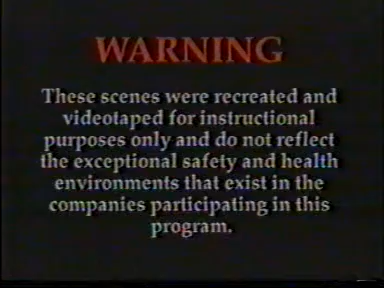 WARNING
These scenes were recreated and
videotaped for instructional
purposes only and do not reflect
the exceptional safety and health
environments that exist in the
companies participating in this
program.